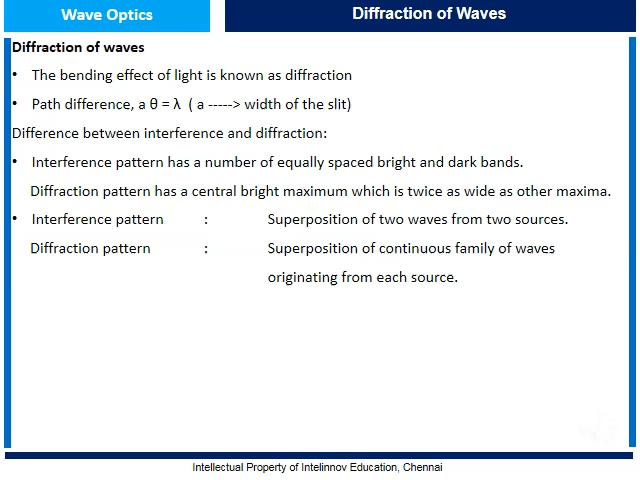 Wave Optics
Diffraction of Waves
Diffraction of waves
• The bending effect of light is known as diffraction
• Path difference, a θ = λ ( a -----> width of the slit)
Difference between interference and diffraction:
• Interference pattern has a number of equally spaced bright and dark bands.
Diffraction pattern has a central bright maximum which is twice as wide as other maxima.
• Interference pattern : Superposition of two waves from two sources.
Diffraction pattern : Superposition of continuous family of waves
originating from each source.
Intellectual Property of Intelinnov Education, Chennai